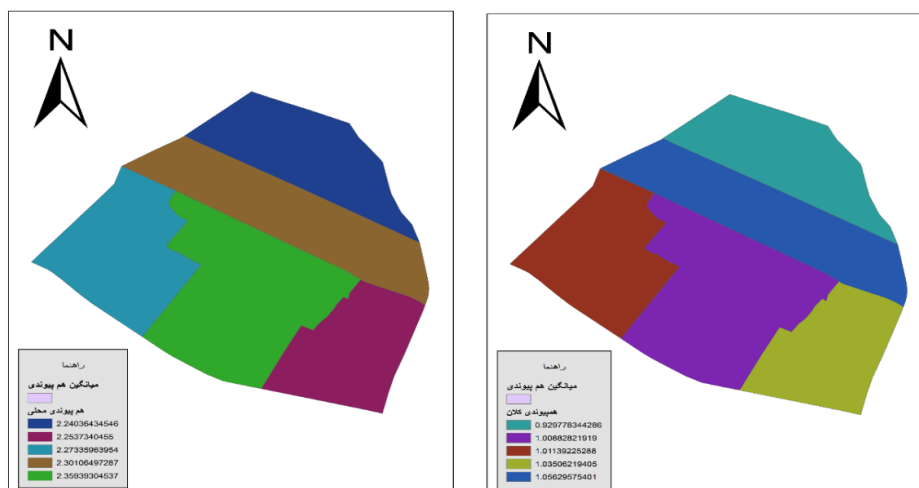 N
راهنما
میانگین هم پیوندی
هم پیوندی محلی
2.24036434546
2.2537340455
2.27335963954
2.30106497287
2.35939304537
N
راهنما
میانگین هم پیوندی
همپیوندی کلان
0.929778344286
1.00882821919
1.01139225288
1.03506219405
1.05629575401